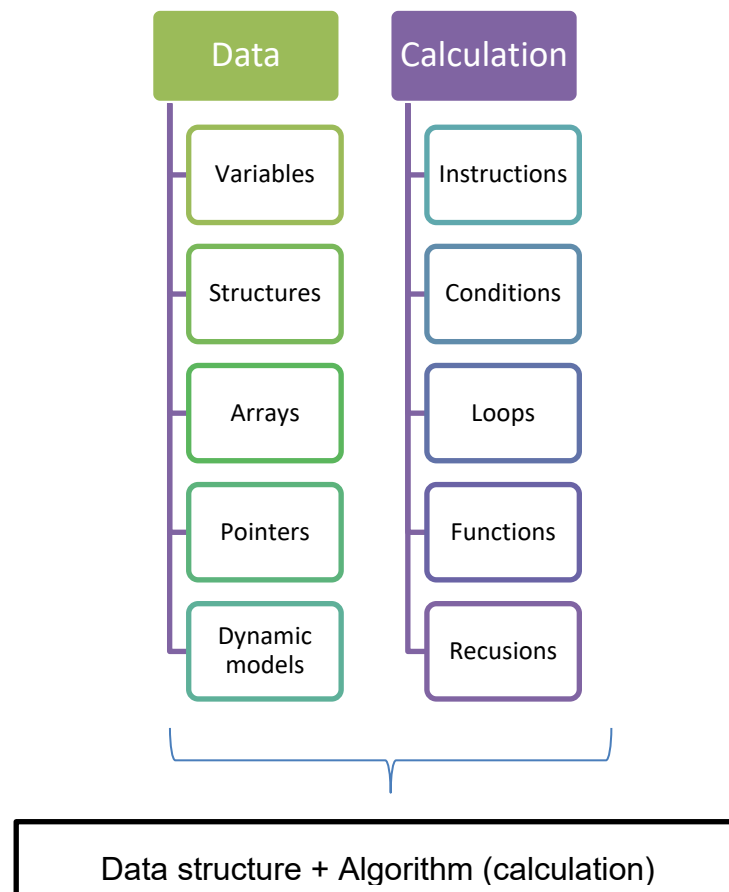 Data
Variables
Structures
Arrays
Pointers
Dynamic
models
Calculation
Instructions
Conditions
Loops
Functions
Recusions
Data structure + Algorithm (calculation)